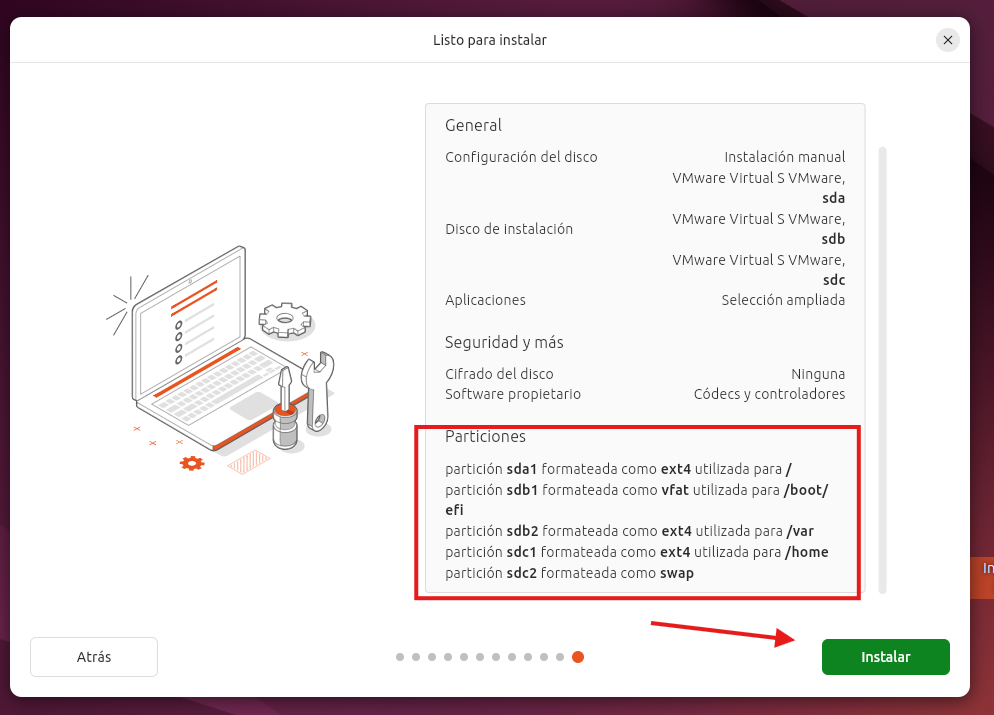 Listo para instalar
General
Configuración del disco Instalación manual
VMware Virtual S VMware,
sda
VMware Virtual S VMware,
Disco de instalación
sdb
VMware Virtual S VMware,
sdc
Aplicaciones Selección ampliada
Seguridad y más
Cifrado del disco Ninguna
Software propietario Códecs y controladores
Particiones
partición sda1 formateada como ext4 utilizada para /
partición sdb1 formateada como vfat utilizada para /boot/
efi
partición sdb2 formateada como ext4 utilizada para /var
partición sdc1 formateada como ext4 utilizada para /home
partición sdc2 formateada como swap
In
Atrás
Instalar